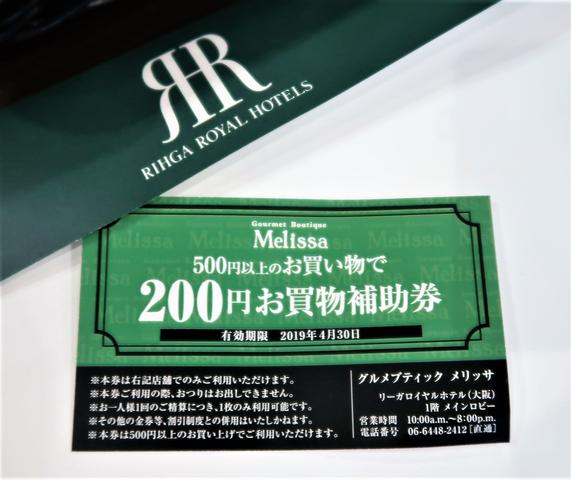 RIHGA ROYAL HOTELS
Gourmet Boutique
Melissa
500円以上のお買い物で
200円お買物補助券
有効期限 2019年4月30日
※本券は右記店舗でのみご利用いただけます。
※本券ご利用の際、おつりはお出しできません。
※お一人様1回のご精算につき、1枚のみ利用可能です。
※その他の金券等、割引制度との併用はいたしかねます。
※本券は500円以上のお買い上げでご利用いただけます。
グルメブティック メリッサ
リーガロイヤルホテル(大阪)
1階 メインロビー
営業時間 10:00a.m.〜8:00p.m.
電話番号 06-6448-2412[直通]